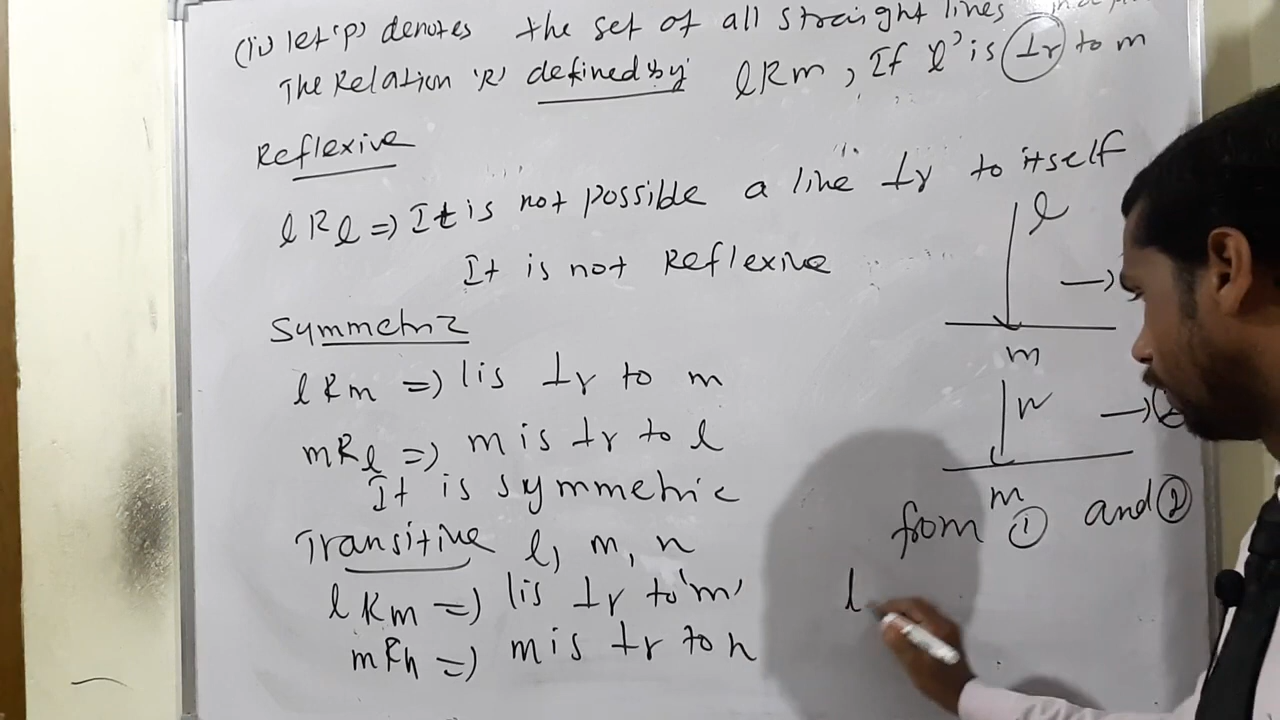 (iv) let 'p' denotes the set of all straight lines in a
The Relation 'R' defined by lRm, If l' is ⊥r to m
Reflexive
lRl => It is not possible a line ⊥r to itself
It is not Reflexive
Symmetric
lRm => l is ⊥r to m
mRl => m is ⊥r to l
It is symmetric
Transitive l, m, n
lRm => l is ⊥r to 'm'
mRn => m is ⊥r to n
l
m
n
m
from ① and ②
l